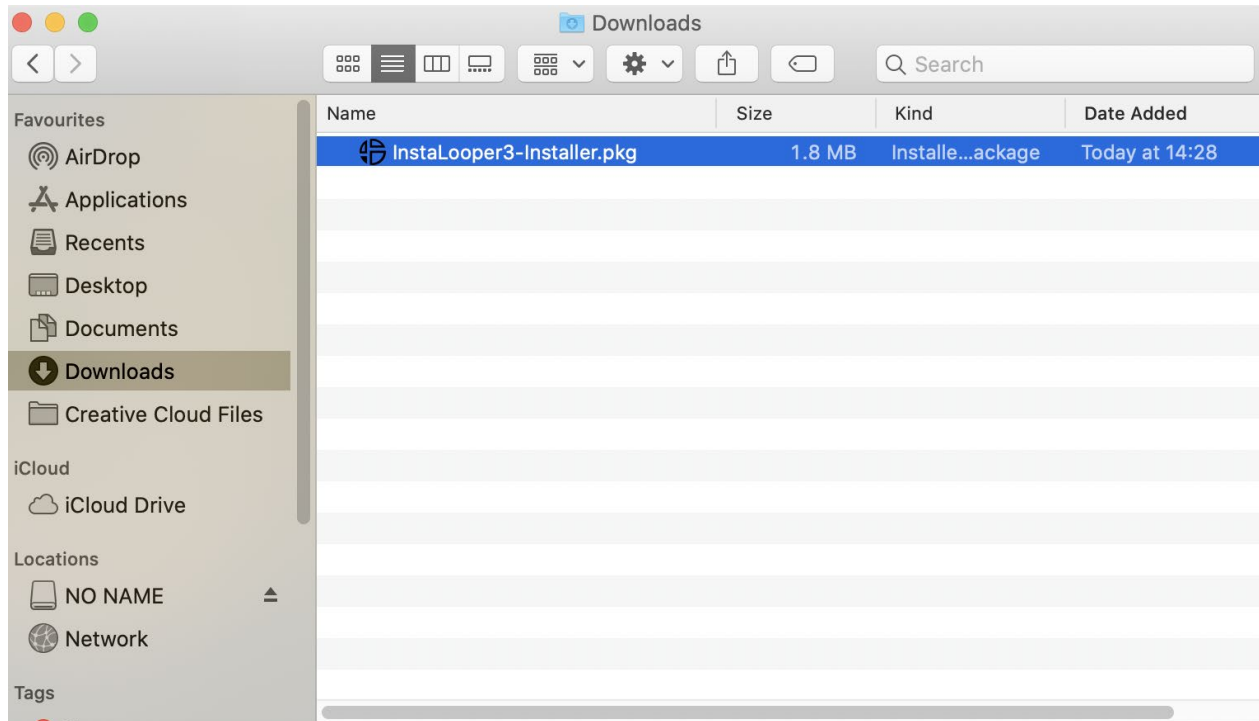 Downloads
Search
Favourites
AirDrop
Applications
Recents
Desktop
Documents
Downloads
Creative Cloud Files
iCloud
iCloud Drive
Locations
NO NAME
Network
Tags
Name Size Kind Date Added
InstaLooper3-Installer.pkg 1.8 MB Installe...ackage Today at 14:28